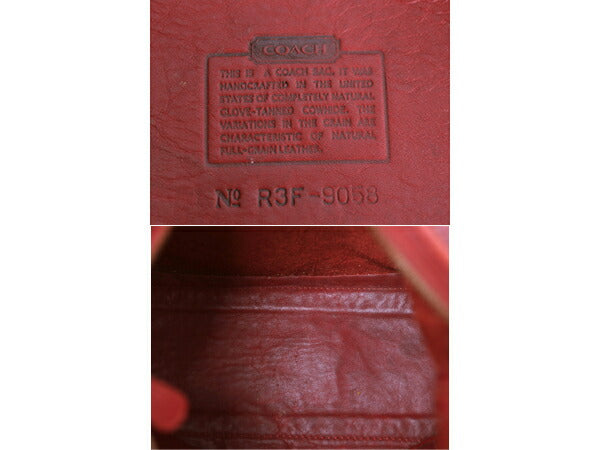 COACH
THIS IS A COACH BAG. IT WAS
HANDCRAFTED IN THE UNITED
STATES OF COMPLETELY NATURAL
GLOVE-TANNED COWHIDE. THE
VARIATIONS IN THE GRAIN ARE
CHARACTERISTIC OF NATURAL
FULL-GRAIN LEATHER.
No R3F-9058